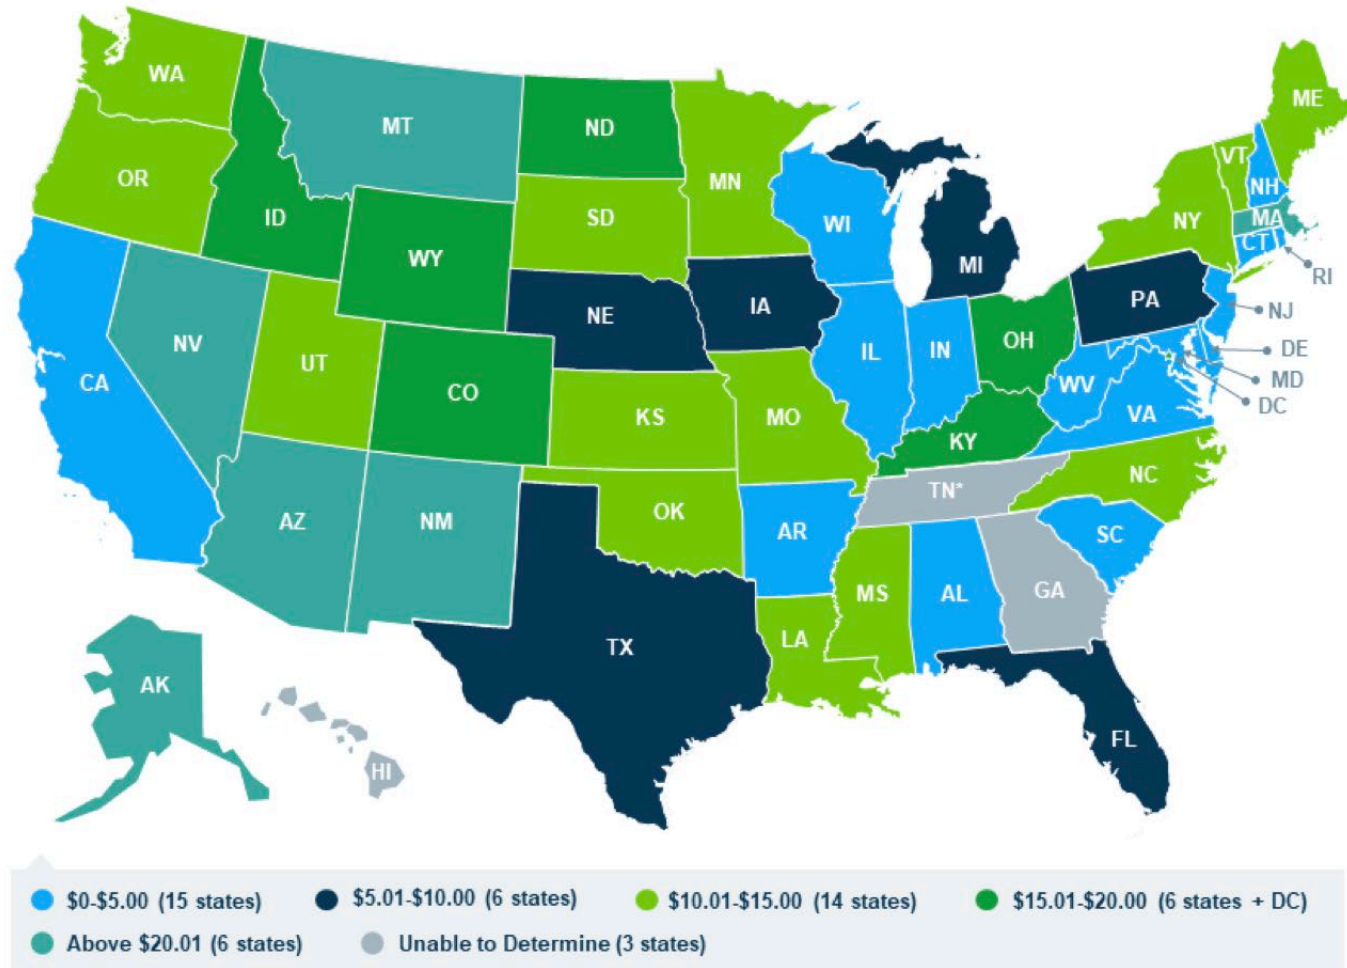 WA
ME
MT
ND
VT
OR
MN
NH
ID
SD
WI
NY
MA
CT
WY
MI
RI
PA
NE
IA
NJ
NV
OH
DE
UT
IL
IN
CA
CO
WV
MD
DC
KS
MO
VA
KY
NC
TN*
AZ
NM
OK
AR
SC
MS
AL
GA
LA
TX
AK
FL
HI
$0-$5.00 (15 states)
$5.01-$10.00 (6 states)
$10.01-$15.00 (14 states)
$15.01-$20.00 (6 states + DC)
Above $20.01 (6 states)
Unable to Determine (3 states)